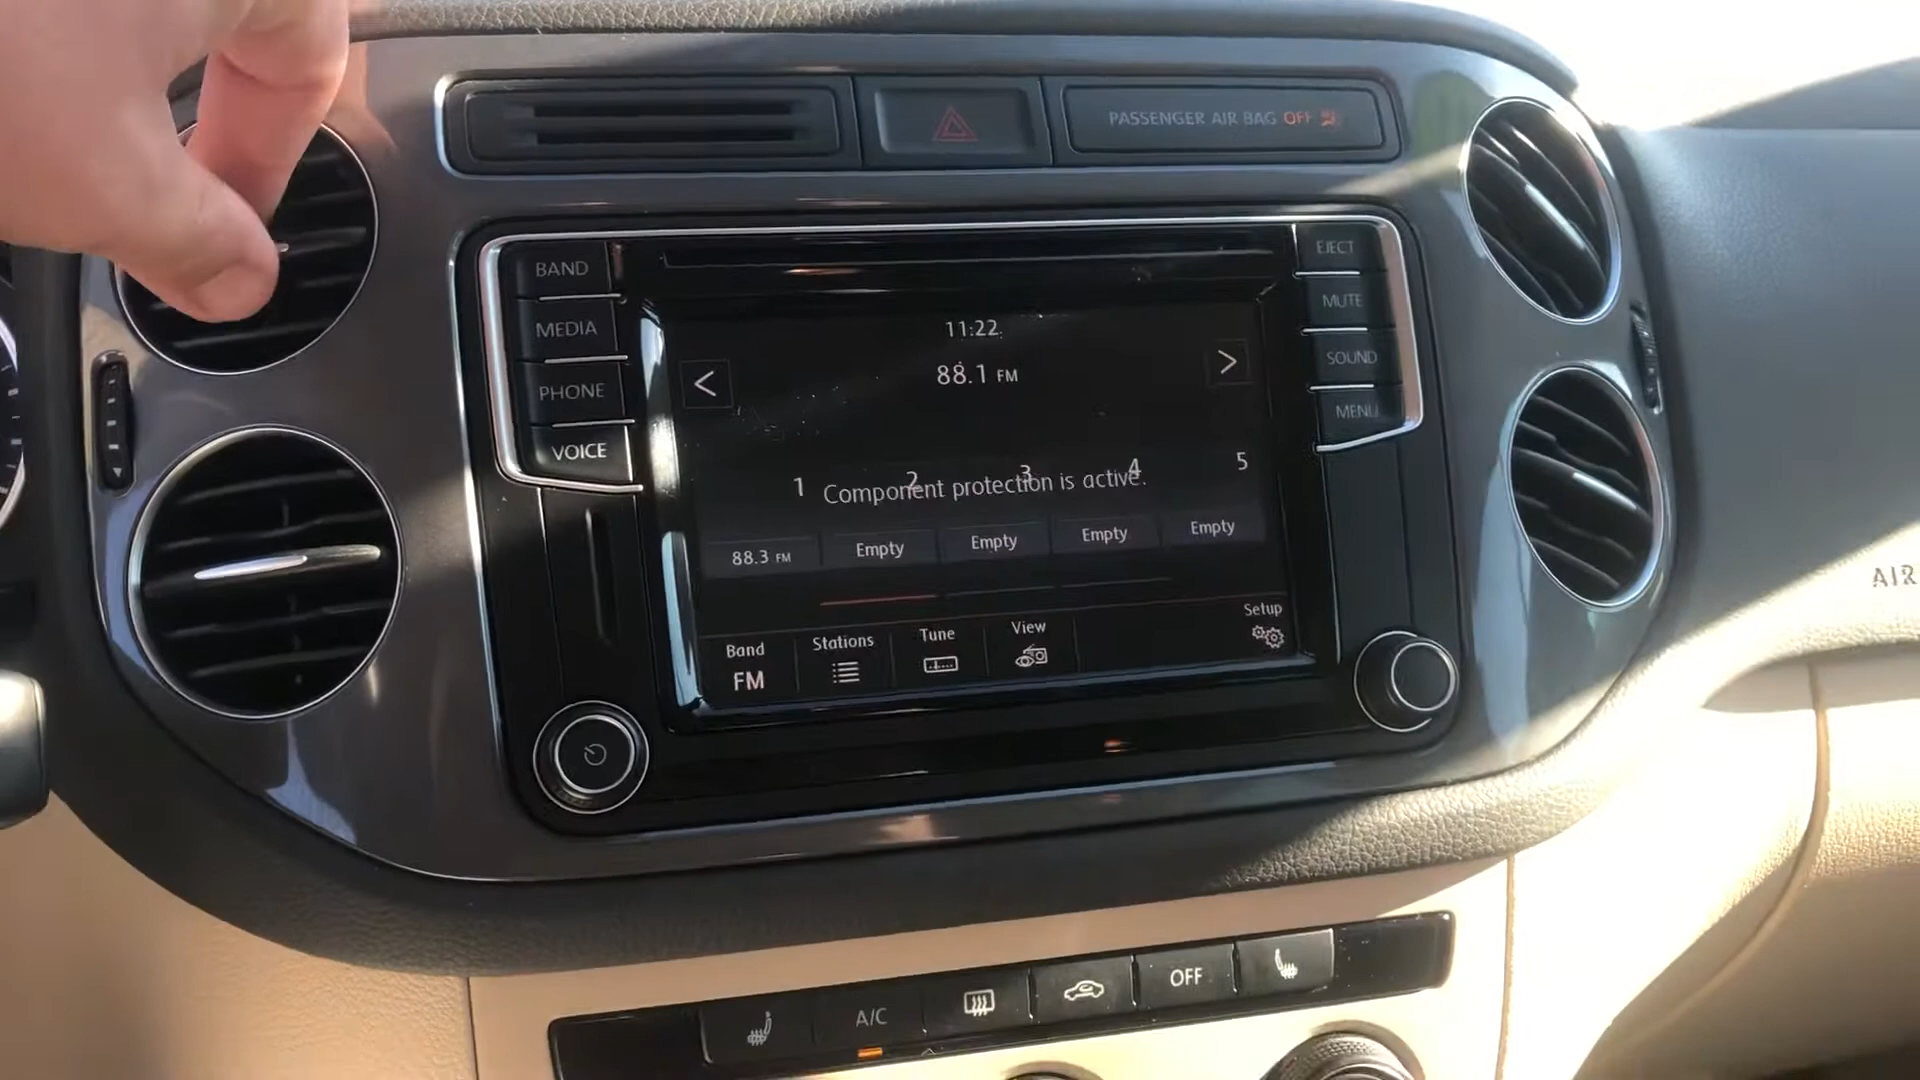 PASSENGER AIR BAG OFF
BAND
MEDIA
PHONE
VOICE
EJECT
MUTE
SOUND
MENU
11:22
88.1 FM
1 2 3 4 5
Component protection is active.
88.3 FM Empty Empty Empty Empty
Band Stations Tune View Setup
FM
AIR
A/C OFF